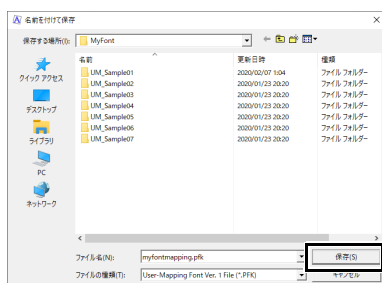 名前を付けて保存
保存する場所(I): MyFont
名前 更新日時 種類
UM_Sample01 2020/02/07 1:04 ファイル フォルダー
UM_Sample02 2020/01/23 20:20 ファイル フォルダー
UM_Sample03 2020/01/23 20:20 ファイル フォルダー
UM_Sample04 2020/01/23 20:20 ファイル フォルダー
UM_Sample05 2020/01/23 20:20 ファイル フォルダー
UM_Sample06 2020/01/23 20:20 ファイル フォルダー
UM_Sample07 2020/01/23 20:20 ファイル フォルダー
クイック アクセス
デスクトップ
ライブラリ
PC
ネットワーク
ファイル名(N): myfontmapping.pfk 保存(S)
ファイルの種類(T): User-Mapping Font Ver. 1 File (*.PFK) キャンセル